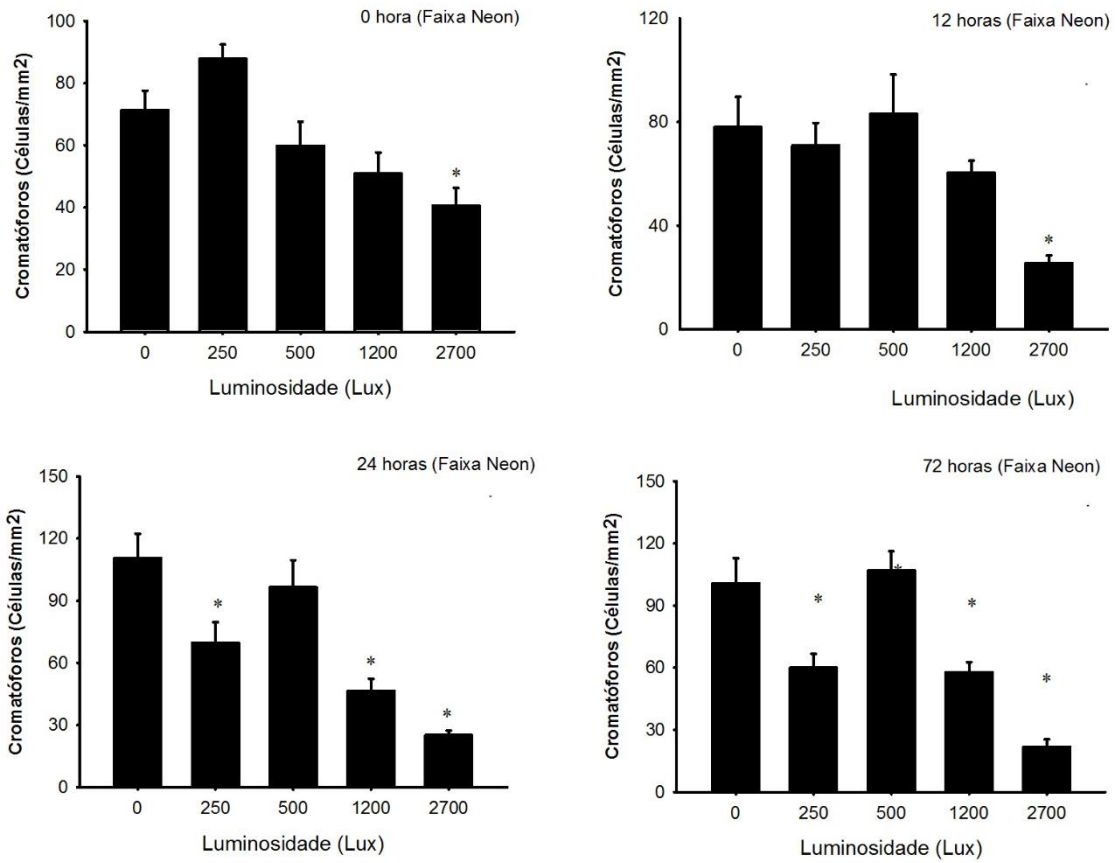 0 hora (Faixa Neon)
Cromatóforos (Células/mm2)
100
80
60
40
20
0
0 250 500 1200 2700
Luminosidade (Lux)
*
12 horas (Faixa Neon)
Cromatóforos (Células/mm2)
120
80
40
0
0 250 500 1200 2700
Luminosidade (Lux)
*
24 horas (Faixa Neon)
Cromatóforos (Células/mm2)
150
120
90
60
30
0
0 250 500 1200 2700
Luminosidade (Lux)
* * *
72 horas (Faixa Neon)
Cromatóforos (Células/mm2)
150
120
90
60
30
0
0 250 500 1200 2700
Luminosidade (Lux)
* * * *